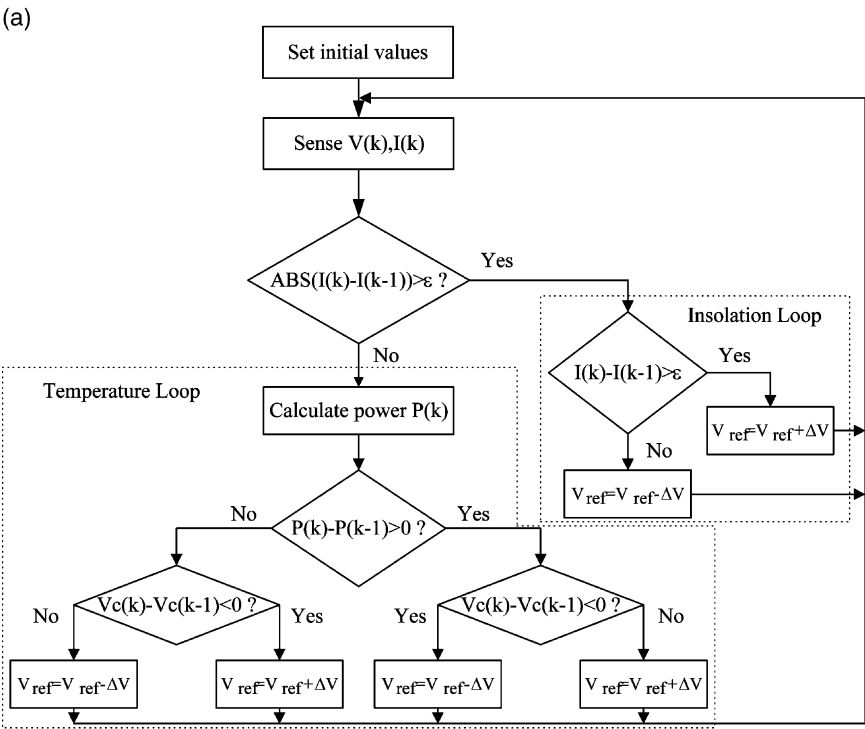 (a)
Set initial values
Sense V(k),I(k)
ABS(I(k)-I(k-1))>ε ?
Yes
No
Insolation Loop
I(k)-I(k-1)>ε
Yes
V ref=V ref+ΔV
No
V ref=V ref-ΔV
Temperature Loop
Calculate power P(k)
P(k)-P(k-1)>0 ?
No
Yes
Vc(k)-Vc(k-1)<0 ?
No
Yes
Vc(k)-Vc(k-1)<0 ?
Yes
No
V ref=V ref-ΔV
V ref=V ref+ΔV
V ref=V ref-ΔV
V ref=V ref+ΔV